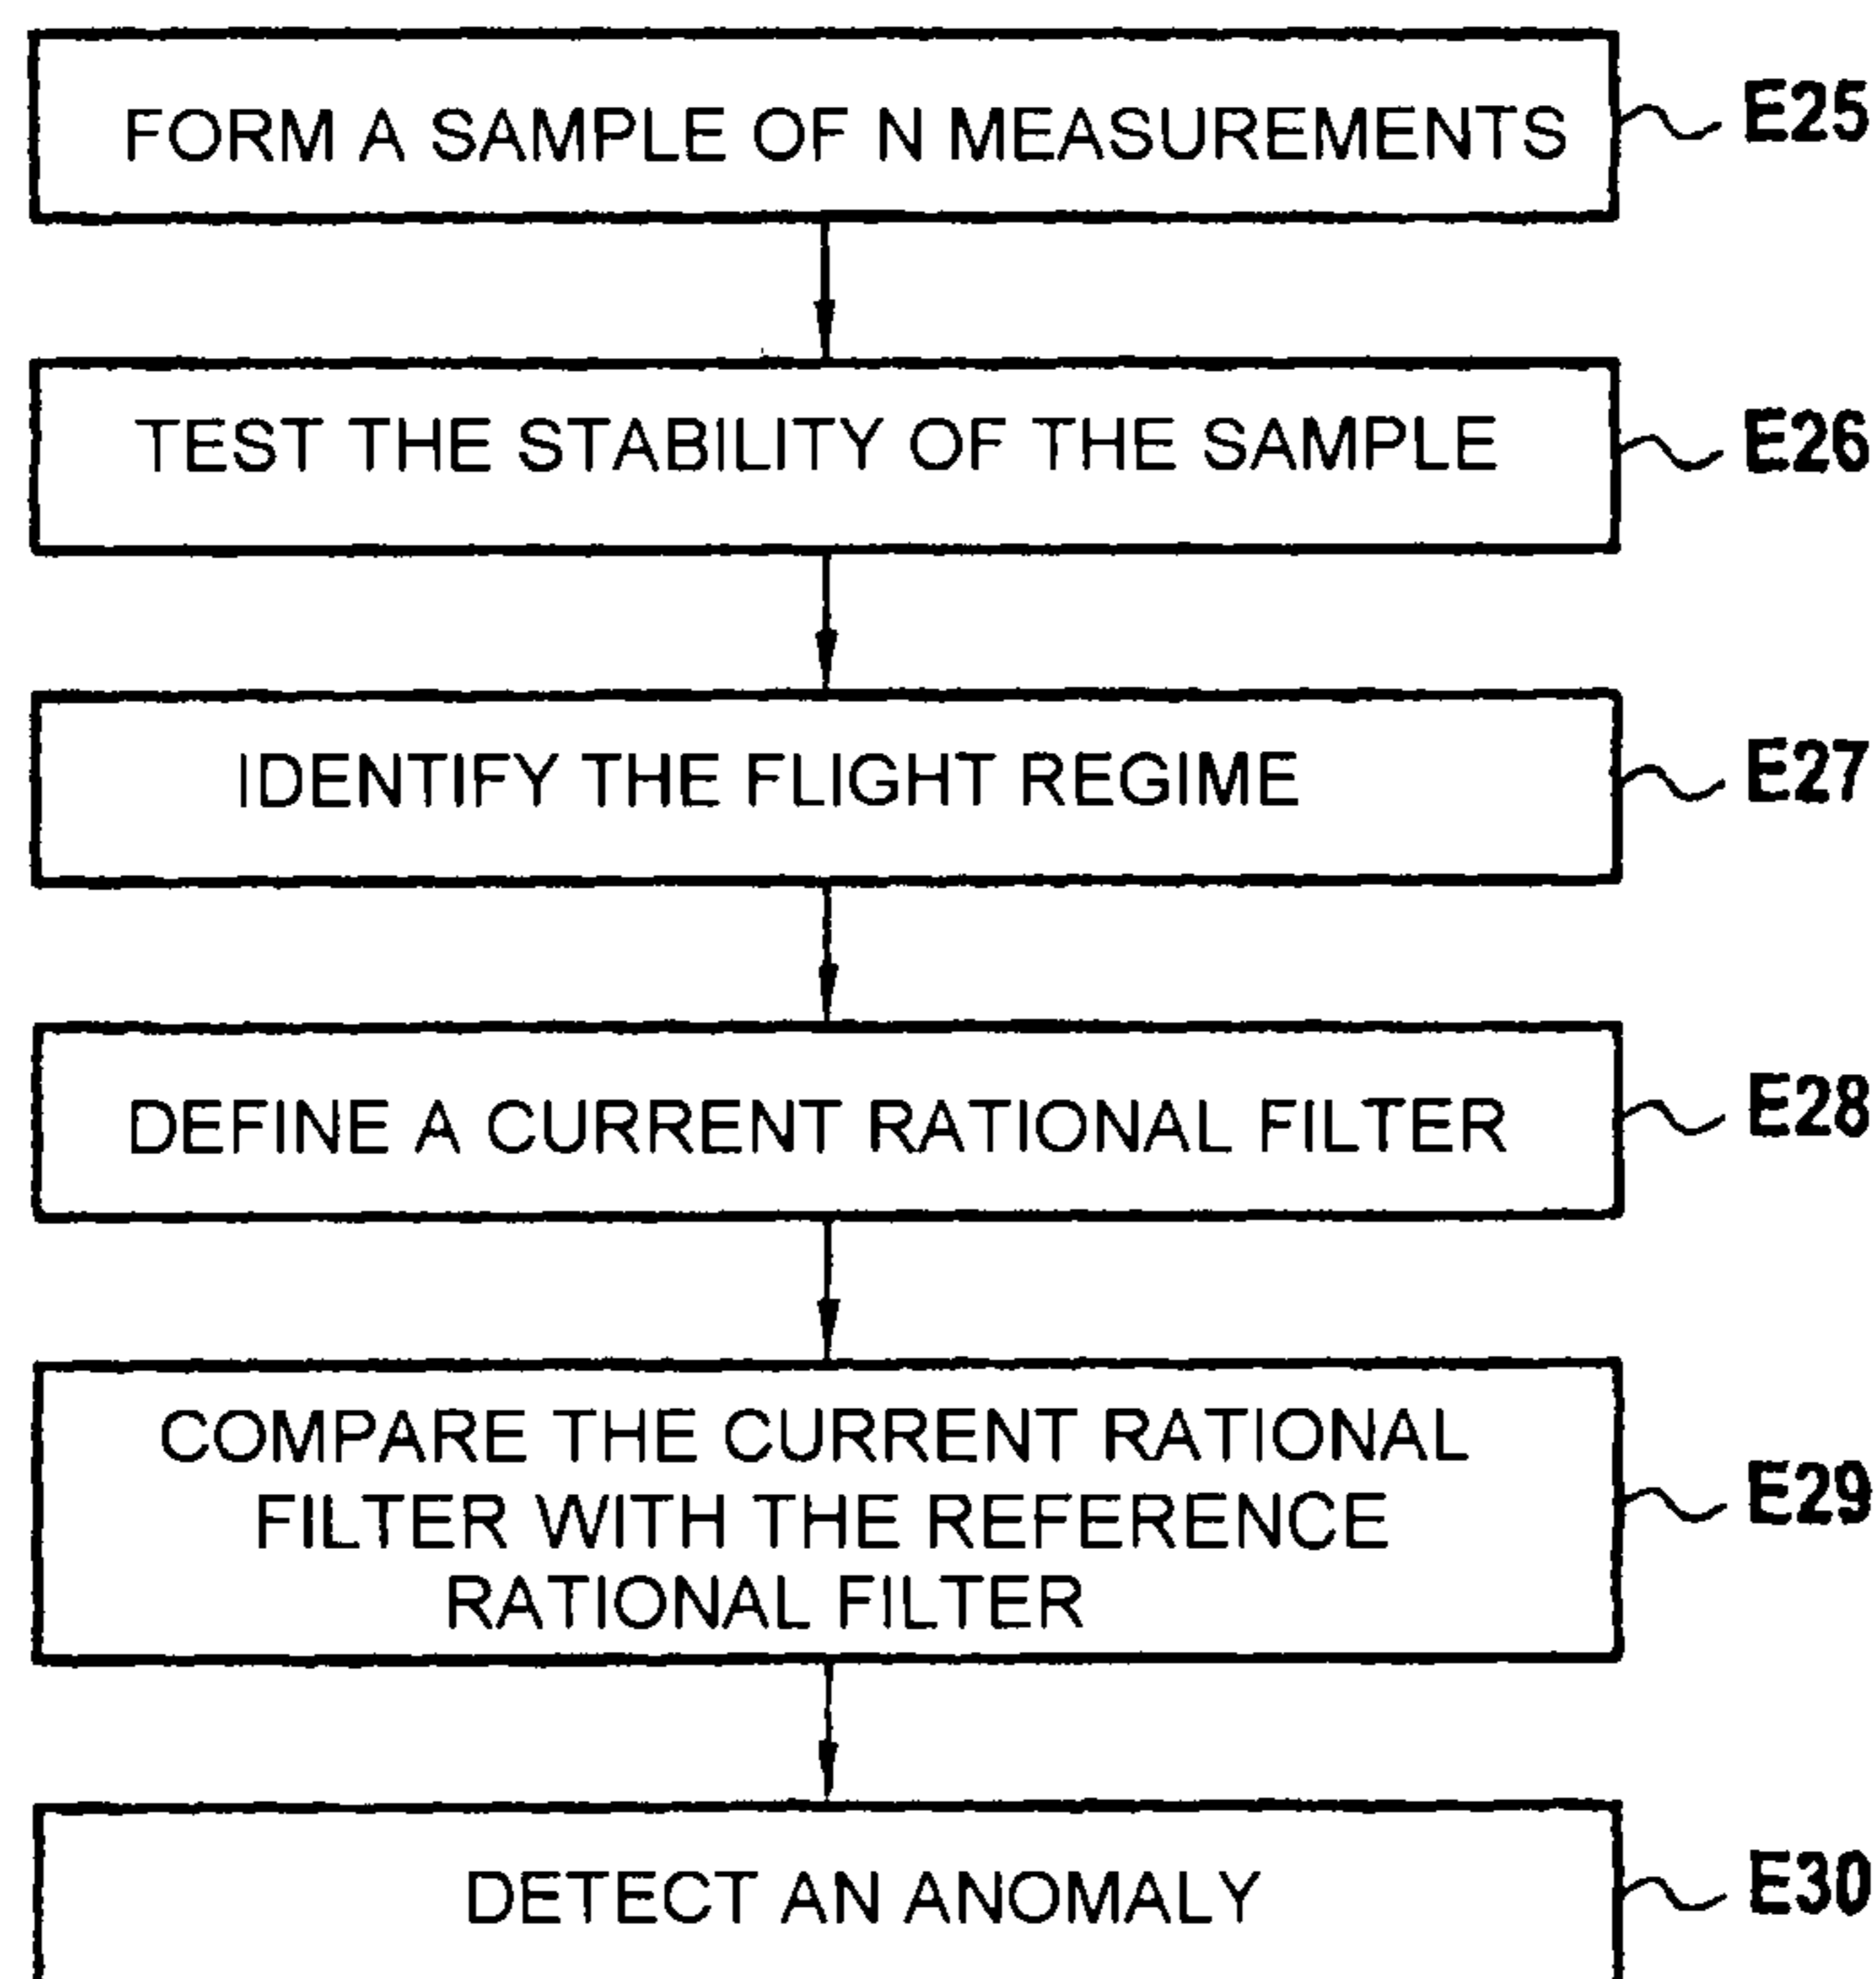 FORM A SAMPLE OF N MEASUREMENTS
E25
TEST THE STABILITY OF THE SAMPLE
E26
IDENTIFY THE FLIGHT REGIME
E27
DEFINE A CURRENT RATIONAL FILTER
E28
COMPARE THE CURRENT RATIONAL
FILTER WITH THE REFERENCE
RATIONAL FILTER
E29
DETECT AN ANOMALY
E30